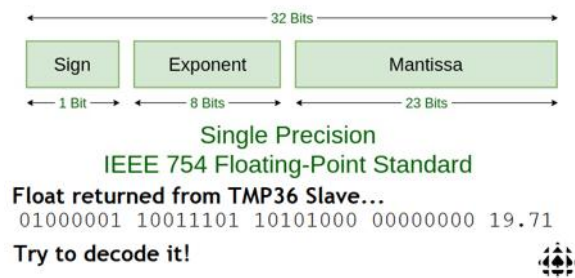 32 Bits
Sign Exponent Mantissa
1 Bit 8 Bits 23 Bits
Single Precision
IEEE 754 Floating-Point Standard
Float returned from TMP36 Slave...
01000001 10011101 10101000 00000000 19.71
Try to decode it!